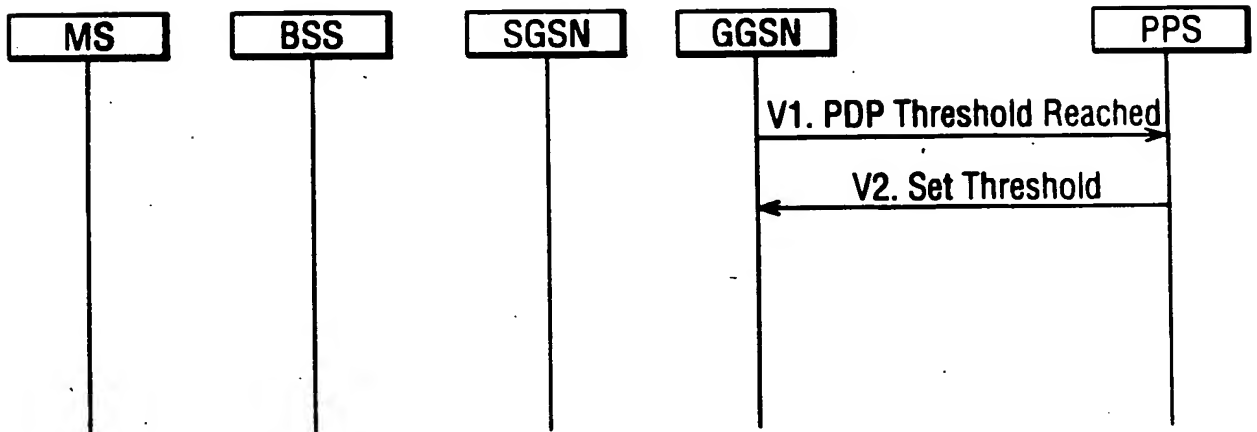 MS
BSS
SGSN
GGSN
PPS
V1. PDP Threshold Reached
V2. Set Threshold